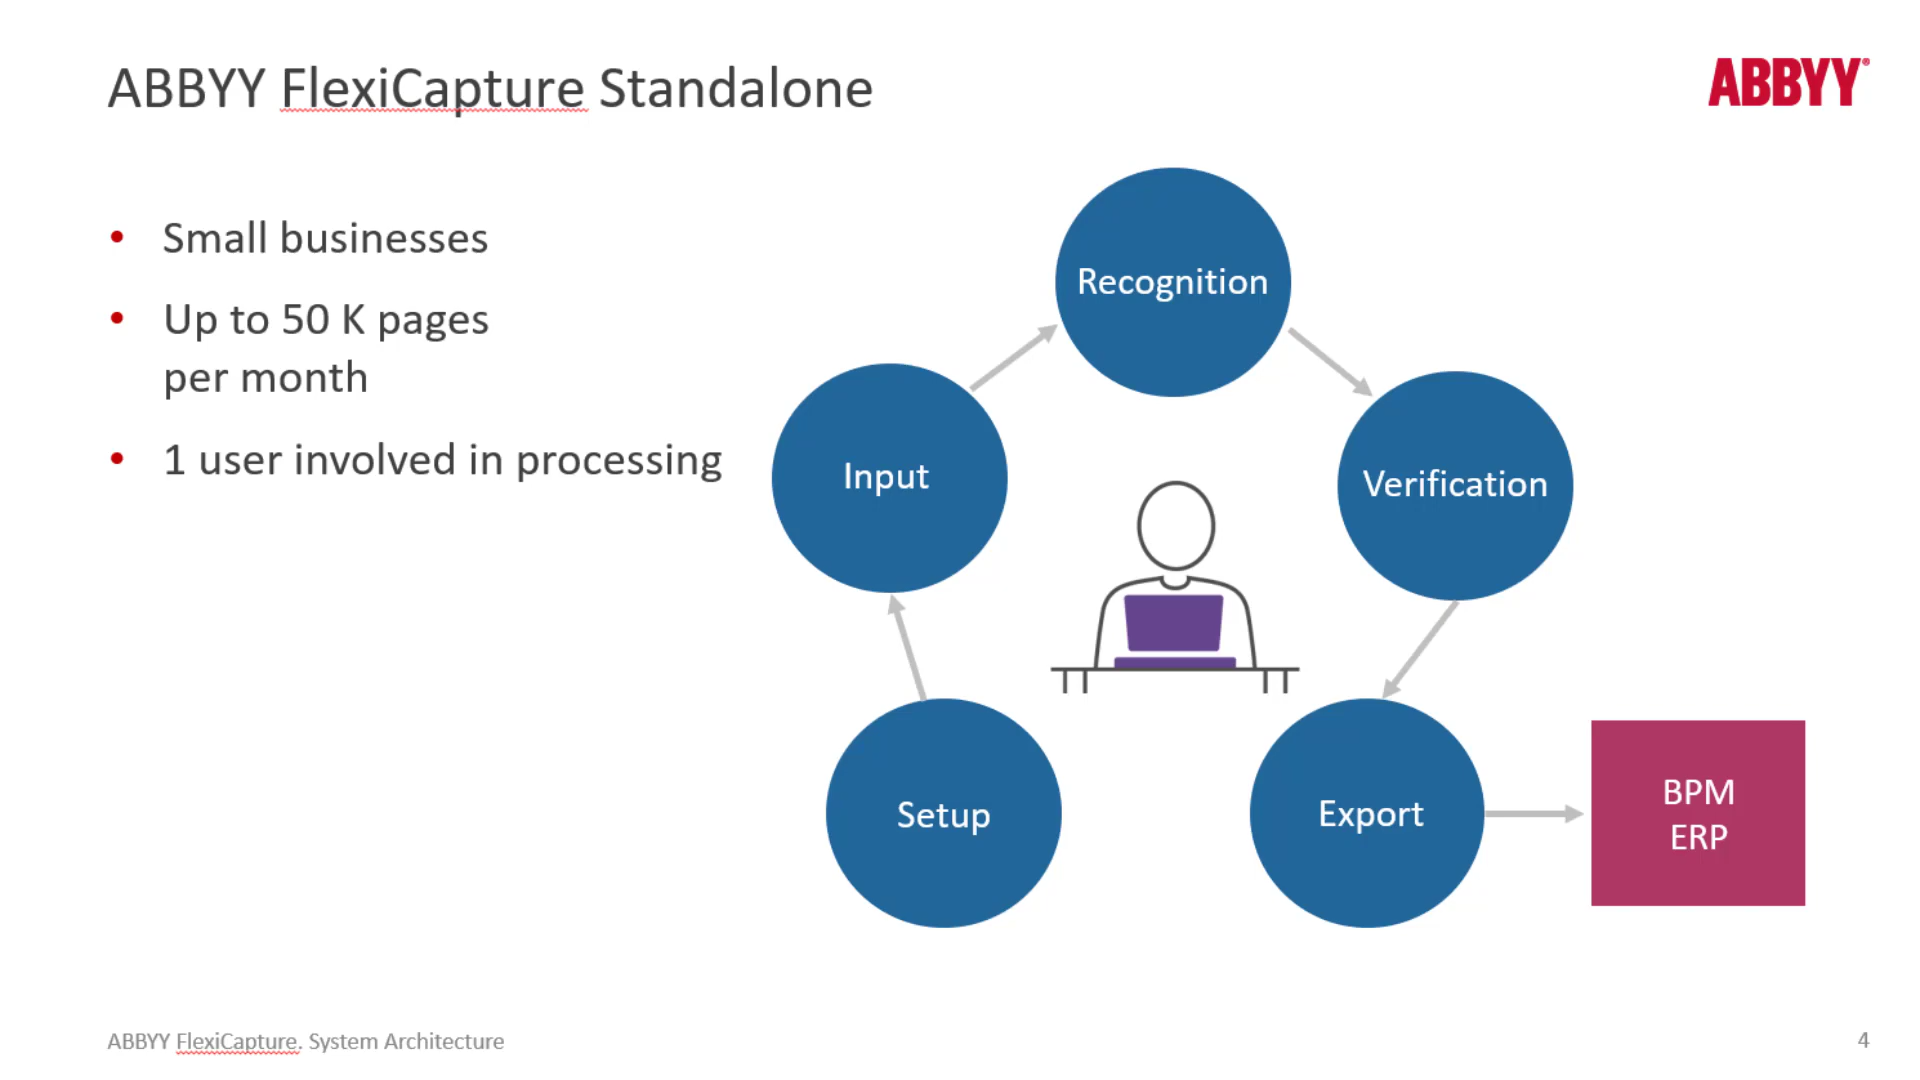 ABBYY FlexiCapture Standalone
ABBYY®
• Small businesses
• Up to 50 K pages
per month
• 1 user involved in processing
Recognition
Input
Verification
Setup
Export
BPM
ERP
ABBYY FlexiCapture. System Architecture
4